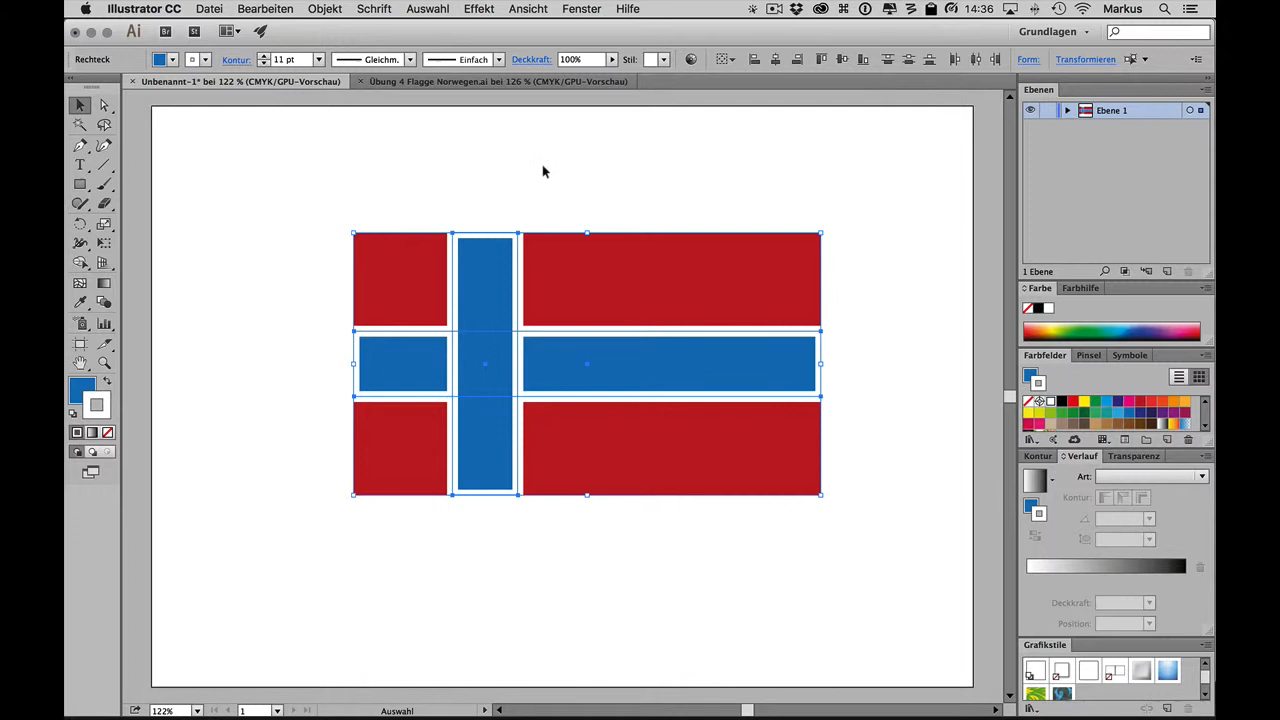 Illustrator CC Datei Bearbeiten Objekt Schrift Auswahl Effekt Ansicht Fenster Hilfe 14:36 Markus
Ai Br St Grundlagen
Rechteck Kontur: 11 pt Gleichm. Einfach Deckkraft: 100% Stil: Form: Transformieren
× Unbenannt-1* bei 122 % (CMYK/GPU-Vorschau) × Übung 4 Flagge Norwegen.ai bei 126 % (CMYK/GPU-Vorschau)
Ebenen
Ebene 1
1 Ebene
Farbe Farbhilfe
Farbfelder Pinsel Symbole
Kontur Verlauf Transparenz
Art:
Kontur:
Deckkraft:
Position:
Grafikstile
122% 1 Auswahl